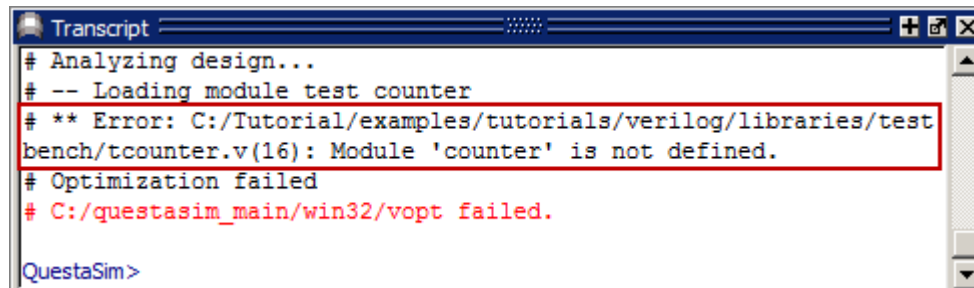 Transcript
# Analyzing design...
# -- Loading module test counter
# ** Error: C:/Tutorial/examples/tutorials/verilog/libraries/test
bench/tcounter.v(16): Module 'counter' is not defined.
# Optimization failed
# C:/questasim_main/win32/vopt failed.
QuestaSim>